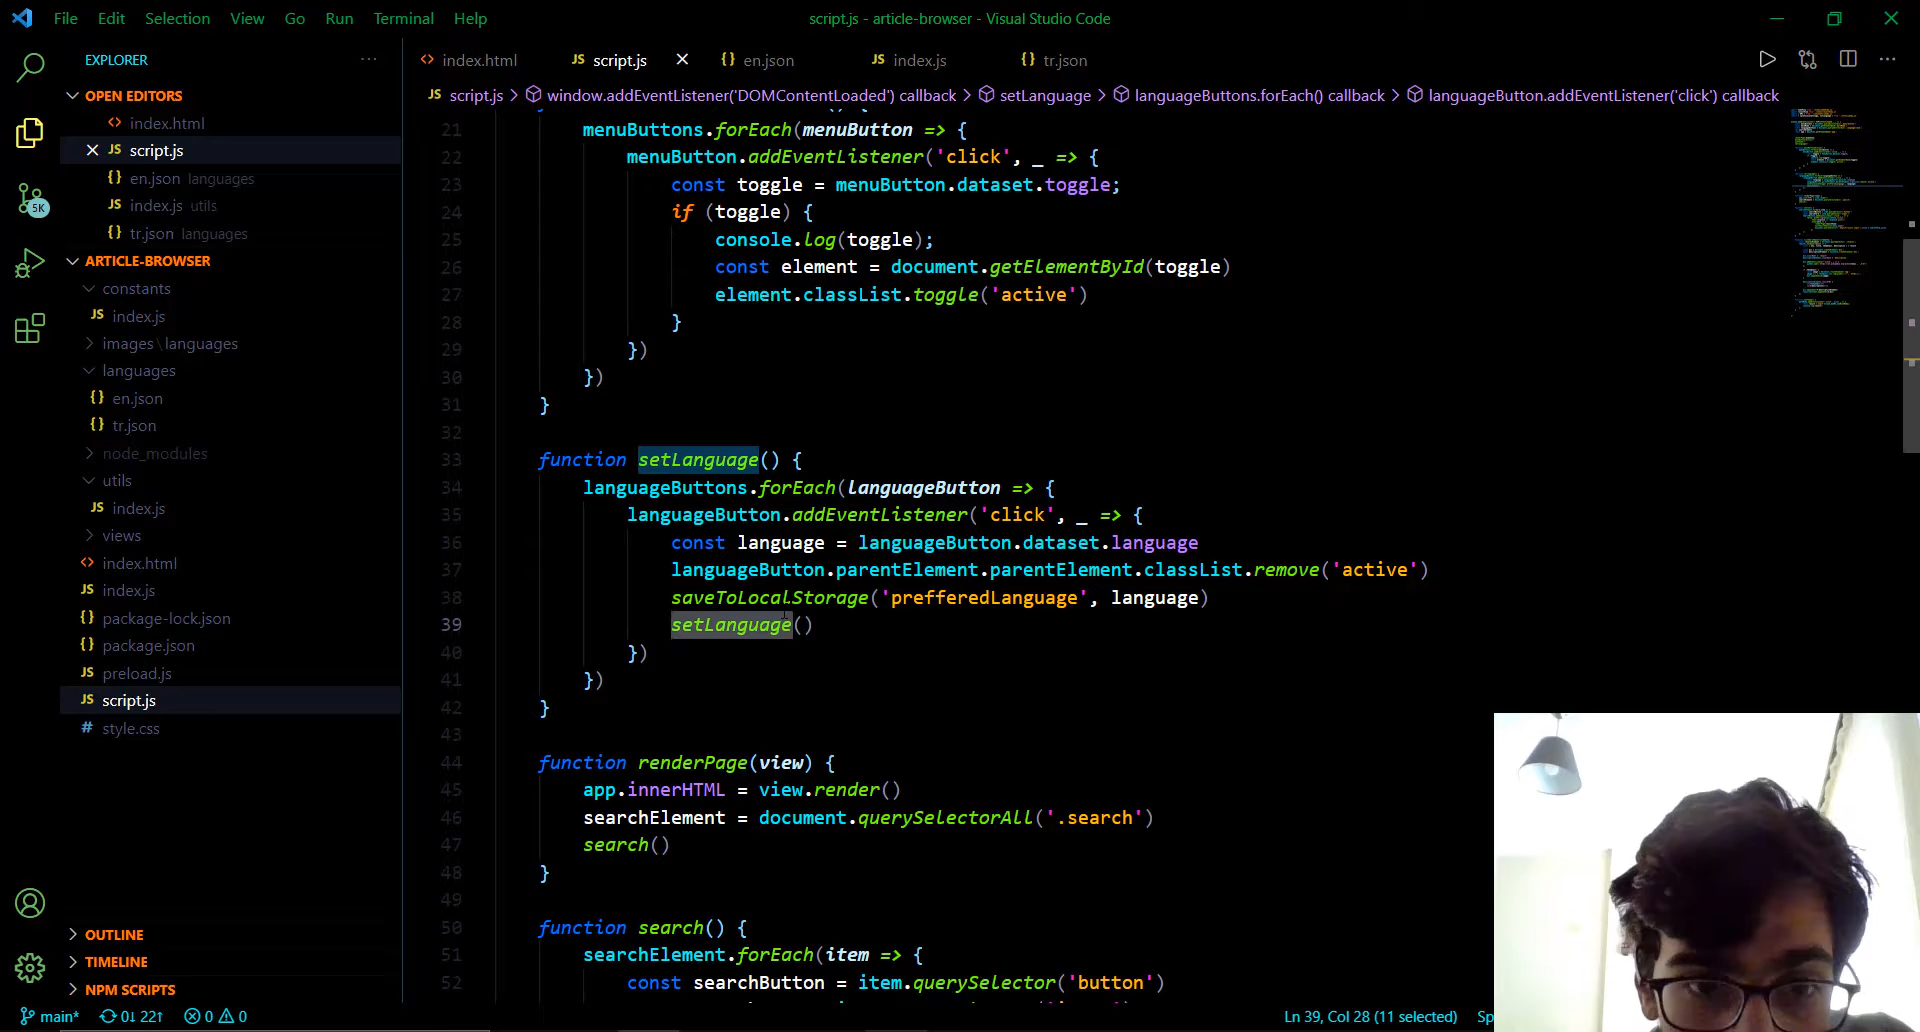 File Edit Selection View Go Run Terminal Help
script.js - article-browser - Visual Studio Code
EXPLORER
OPEN EDITORS
index.html
script.js
en.json languages
index.js utils
tr.json languages
5K
ARTICLE-BROWSER
constants
index.js
images\languages
languages
en.json
tr.json
node_modules
utils
index.js
views
index.html
index.js
package-lock.json
package.json
preload.js
script.js
style.css
OUTLINE
TIMELINE
NPM SCRIPTS
index.html script.js en.json index.js tr.json
script.js > window.addEventListener('DOMContentLoaded') callback > setLanguage > languageButtons.forEach() callback > languageButton.addEventListener('click') callback
21 menuButtons.forEach(menuButton => {
22 menuButton.addEventListener('click', _ => {
23 const toggle = menuButton.dataset.toggle;
24 if (toggle) {
25 console.log(toggle);
26 const element = document.getElementById(toggle)
27 element.classList.toggle('active')
28 }
29 })
30 })
31 }
32
33 function setLanguage() {
34 languageButtons.forEach(languageButton => {
35 languageButton.addEventListener('click', _ => {
36 const language = languageButton.dataset.language
37 languageButton.parentElement.parentElement.classList.remove('active')
38 saveToLocalStorage('prefferedLanguage', language)
39 setLanguage()
40 })
41 })
42 }
43
44 function renderPage(view) {
45 app.innerHTML = view.render()
46 searchElement = document.querySelectorAll('.search')
47 search()
48 }
49
50 function search() {
51 searchElement.forEach(item => {
52 const searchButton = item.querySelector('button')
main* 0↓ 22↑ 0 0
Ln 39, Col 28 (11 selected) Sp